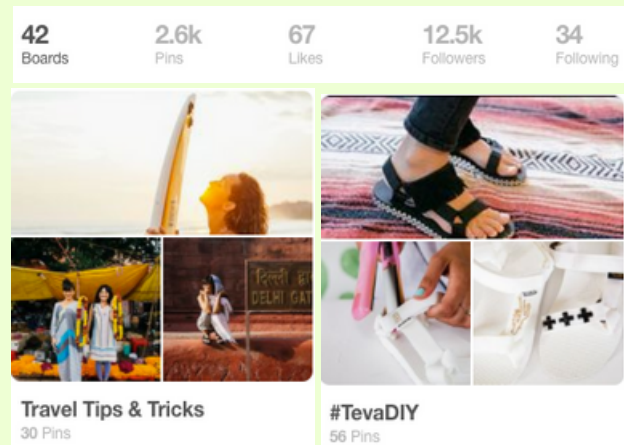 42 2.6k 67 12.5k 34
Boards Pins Likes Followers Following
दिल्ली
DELHI GAT
Travel Tips & Tricks
30 Pins
#TevaDIY
56 Pins